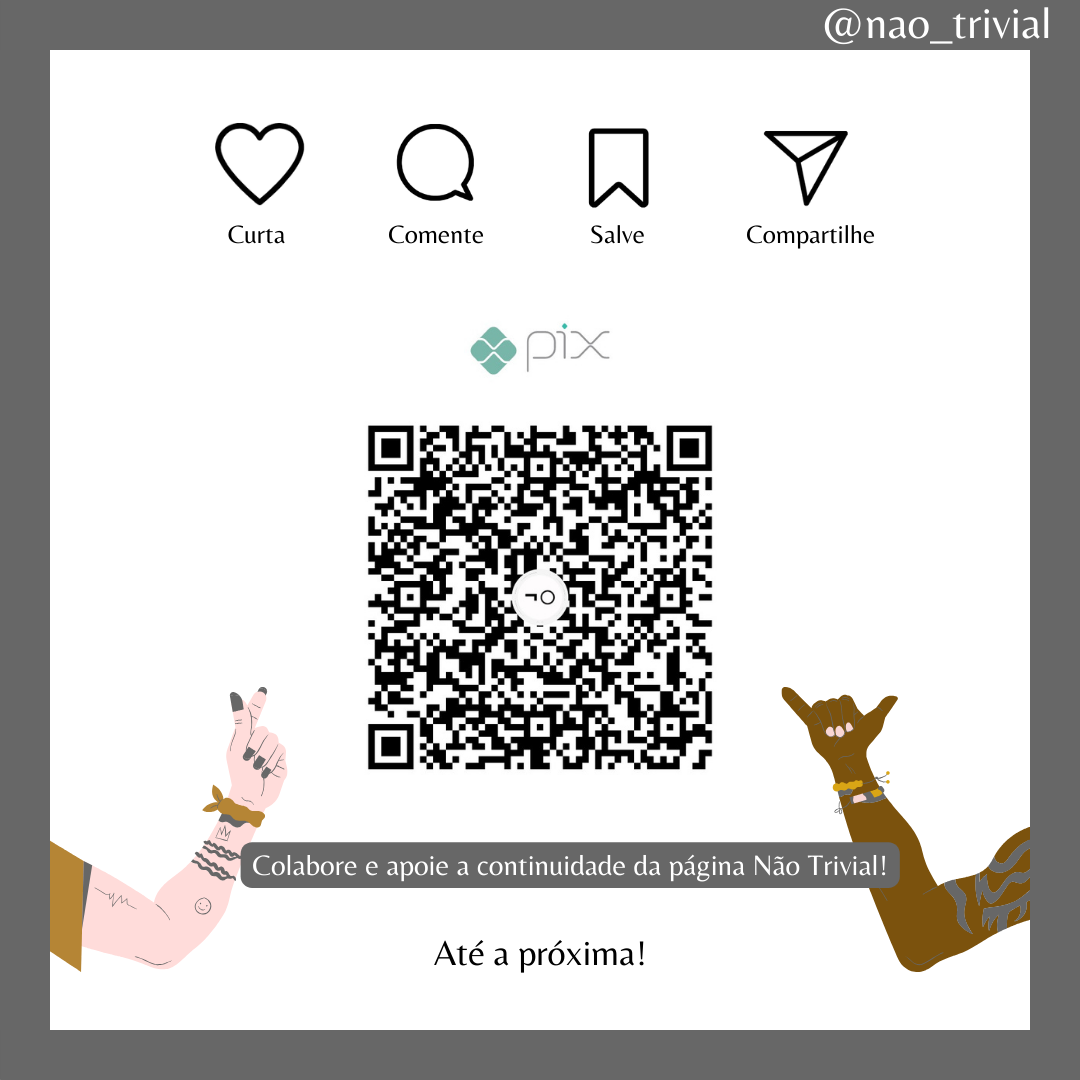 @nao_trivial
Curta Comente Salve Compartilhe
pix
Colabore e apoie a continuidade da página Não Trivial!
Até a próxima!